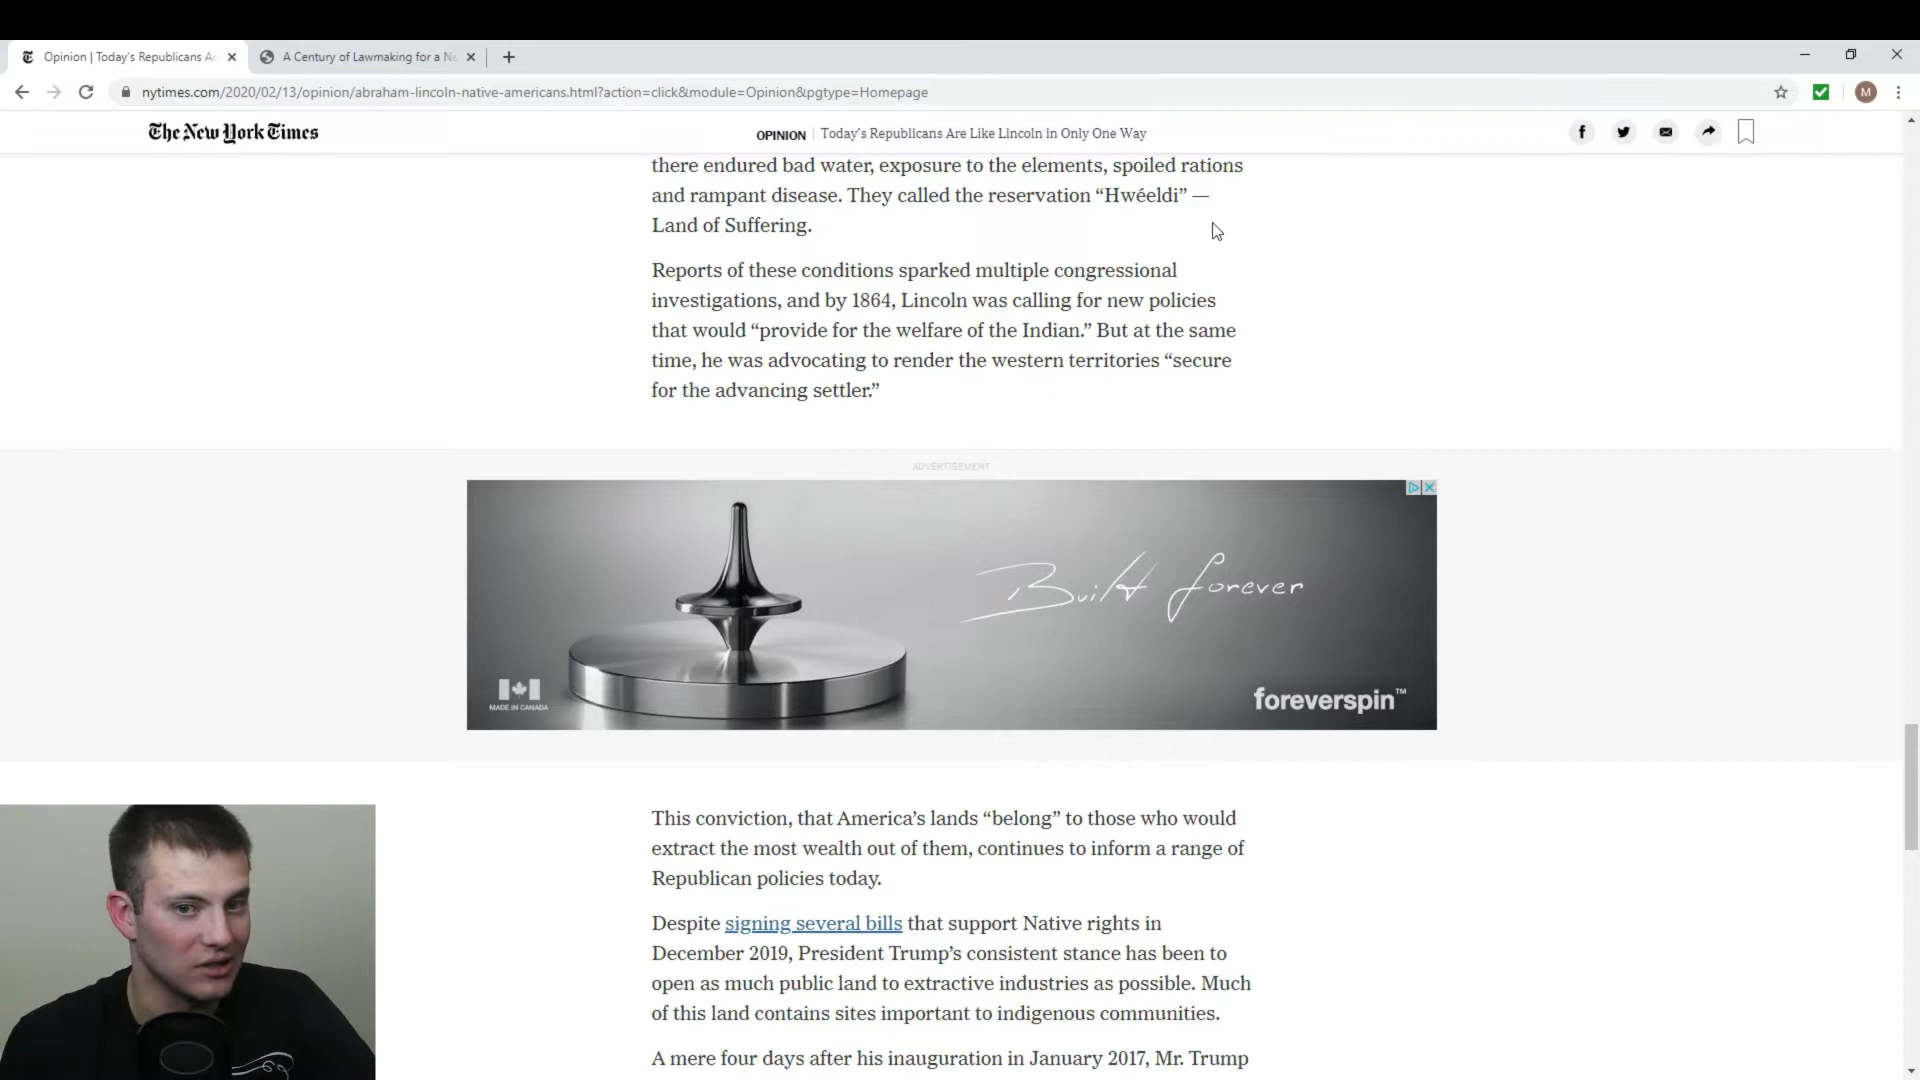 Opinion | Today's Republicans Ar
A Century of Lawmaking for a Ne
nytimes.com/2020/02/13/opinion/abraham-lincoln-native-americans.html?action=click&module=Opinion&pgtype=Homepage
M
The New York Times
OPINION | Today's Republicans Are Like Lincoln in Only One Way
there endured bad water, exposure to the elements, spoiled rations
and rampant disease. They called the reservation “Hwéeldi” —
Land of Suffering.
Reports of these conditions sparked multiple congressional
investigations, and by 1864, Lincoln was calling for new policies
that would “provide for the welfare of the Indian.” But at the same
time, he was advocating to render the western territories “secure
for the advancing settler.”
ADVERTISEMENT
Built forever
MADE IN CANADA
foreverspin™
This conviction, that America’s lands “belong” to those who would
extract the most wealth out of them, continues to inform a range of
Republican policies today.
Despite signing several bills that support Native rights in
December 2019, President Trump’s consistent stance has been to
open as much public land to extractive industries as possible. Much
of this land contains sites important to indigenous communities.
A mere four days after his inauguration in January 2017, Mr. Trump